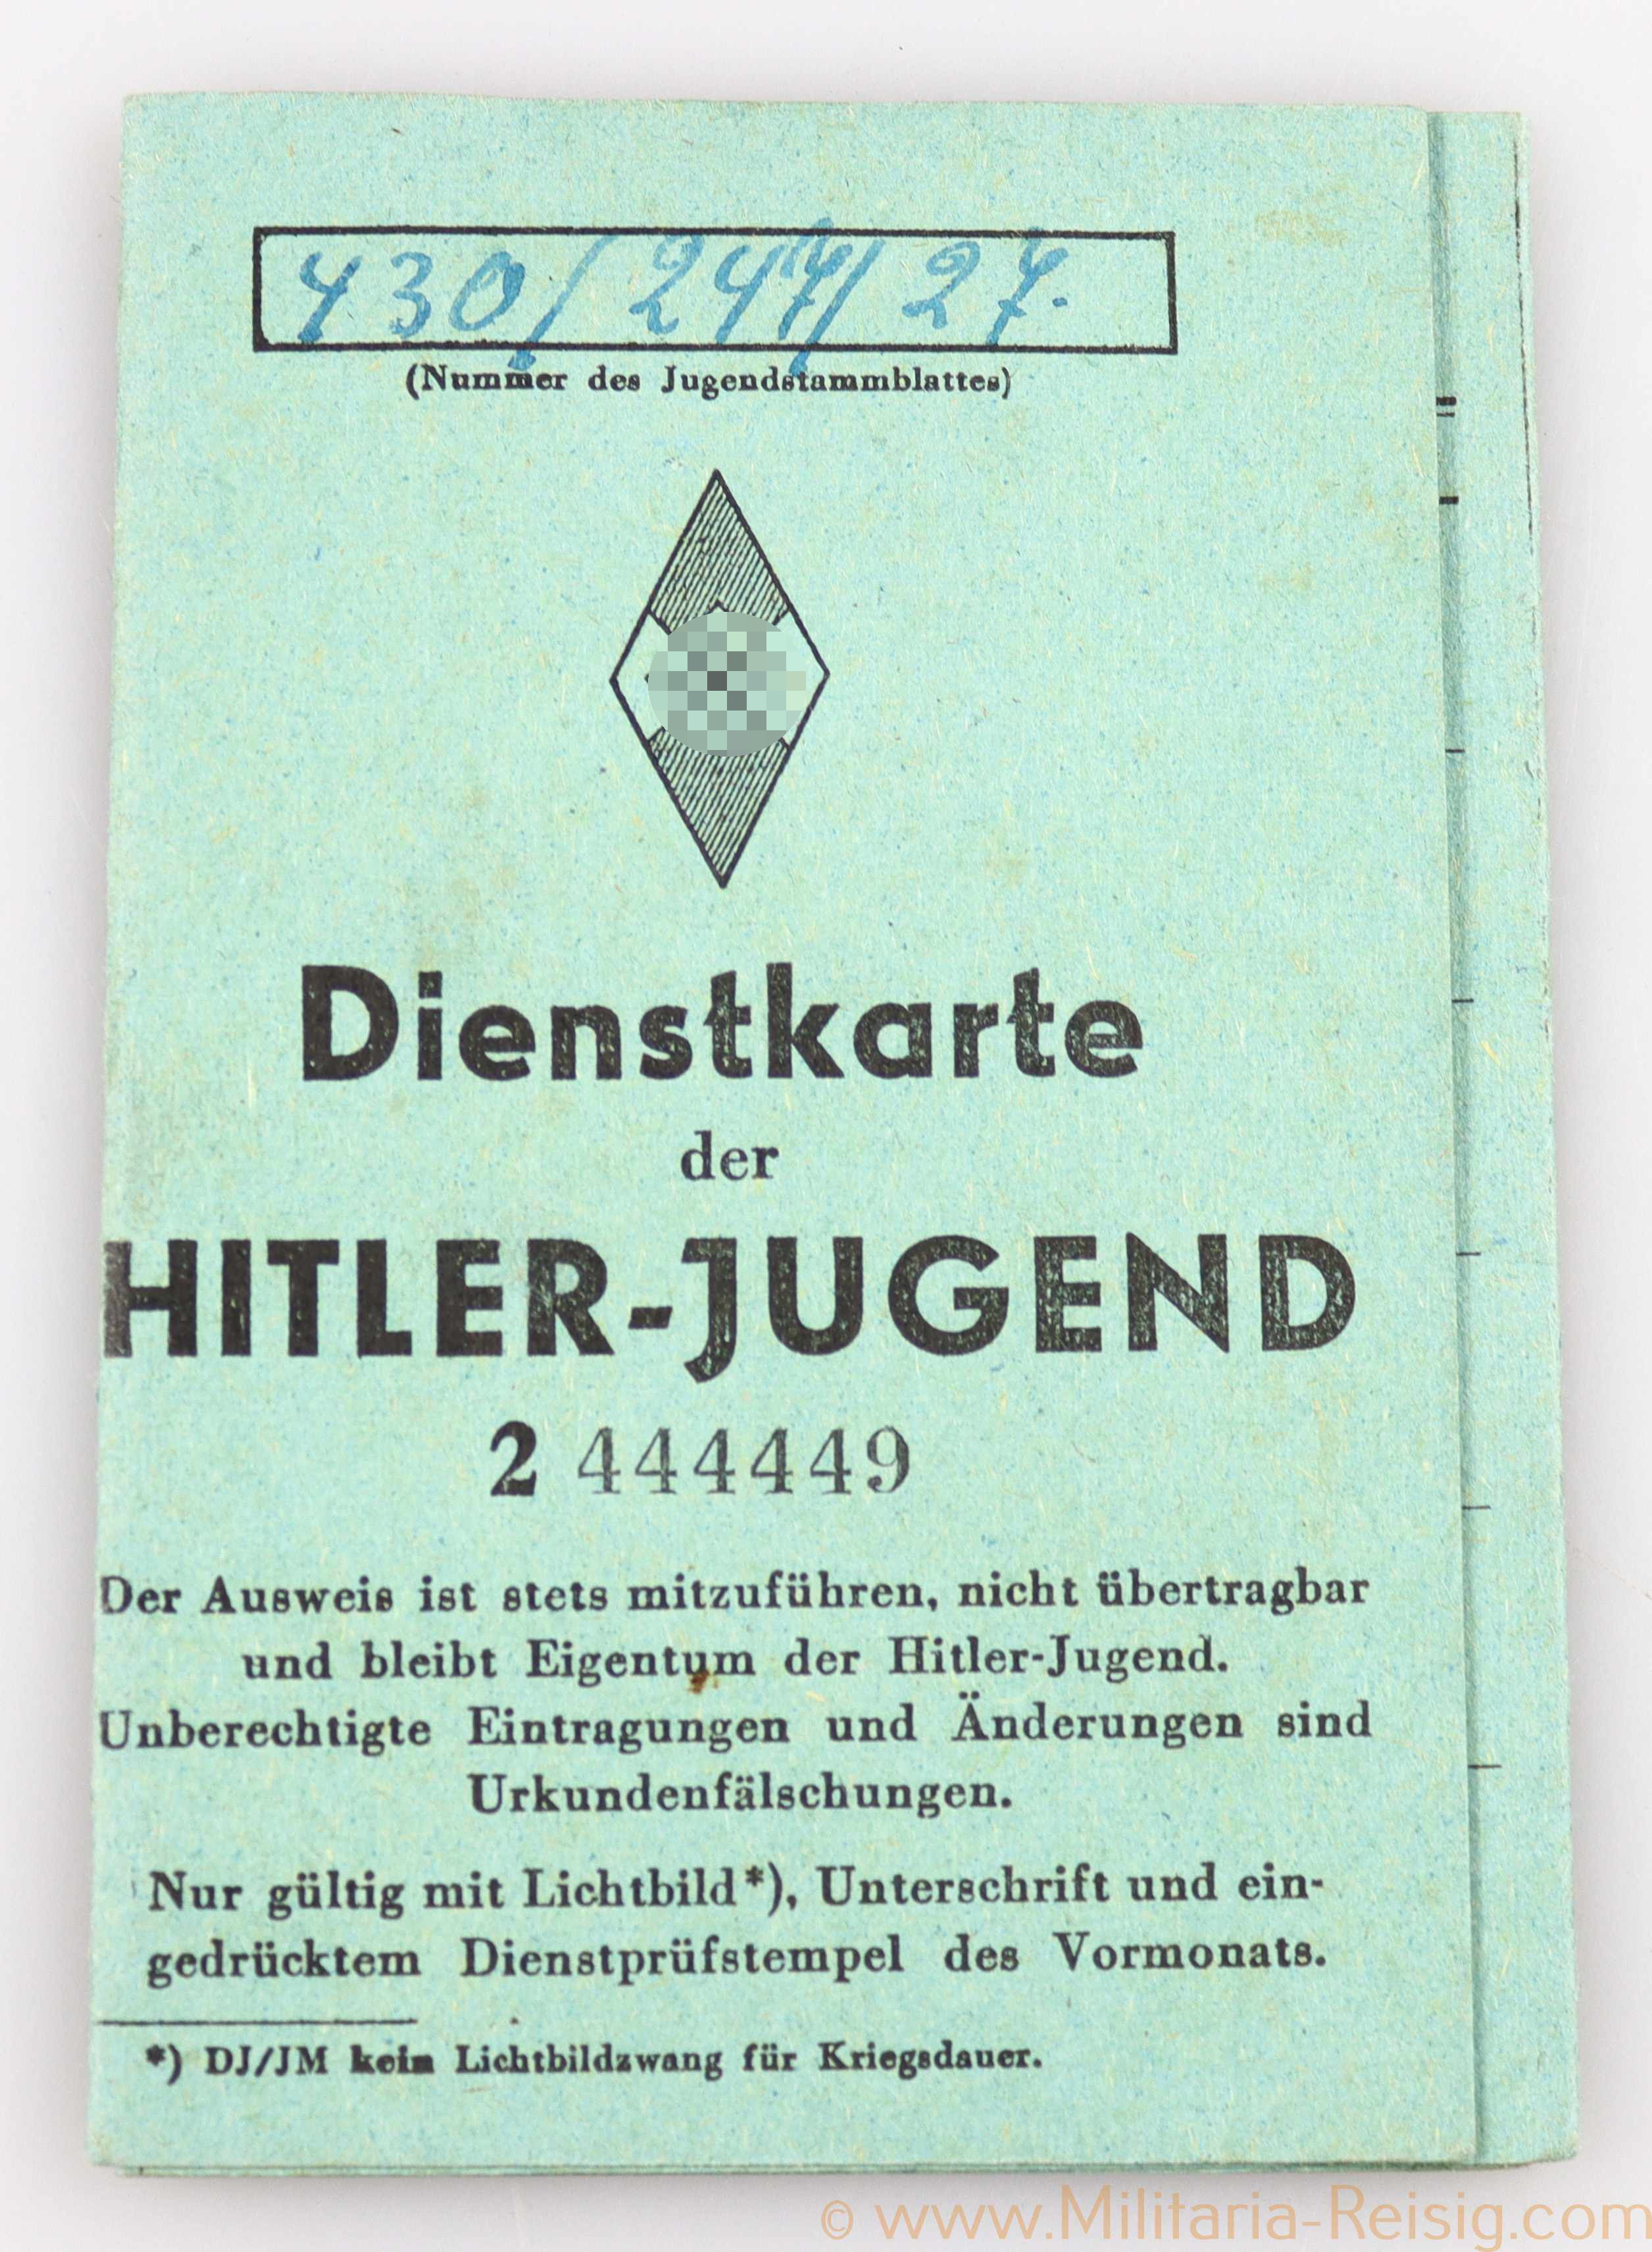 430/247/27.
(Nummer des Jugendstammblattes)
Dienstkarte
der
HITLER-JUGEND
2 444449
Der Ausweis ist stets mitzuführen, nicht übertragbar
und bleibt Eigentum der Hitler-Jugend.
Unberechtigte Eintragungen und Änderungen sind
Urkundenfälschungen.
Nur gültig mit Lichtbild*), Unterschrift und ein-
gedrücktem Dienstprüfstempel des Vormonats.
*) DJ/JM kein Lichtbildzwang für Kriegsdauer.
© www.Militaria-Reisig.com